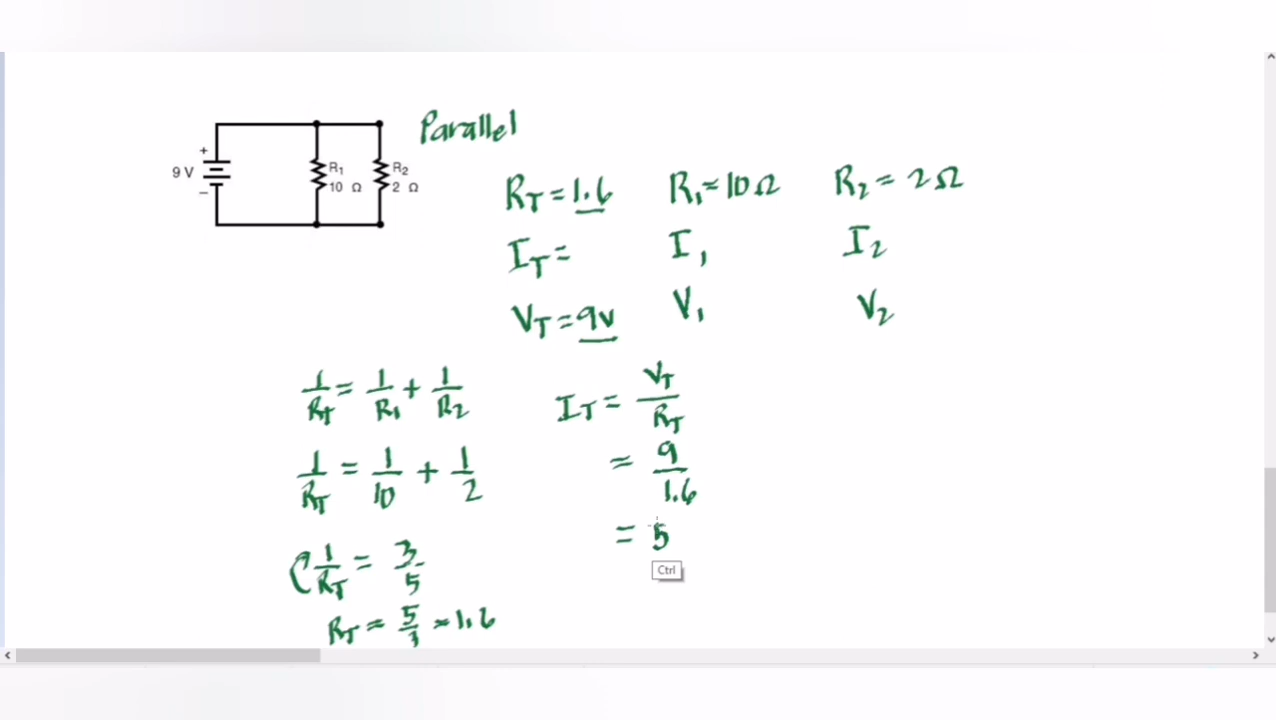 Parallel
9 V
+
−
R1
10 Ω
R2
2 Ω
RT = 1.6 R1 = 10Ω R2 = 2Ω
IT = I1 I2
VT = 9V V1 V2
1/RT = 1/R1 + 1/R2
1/RT = 1/10 + 1/2
( 1/RT = 3/5
RT = 5/3 = 1.6
IT = VT/RT
= 9/1.6
= 5
Ctrl